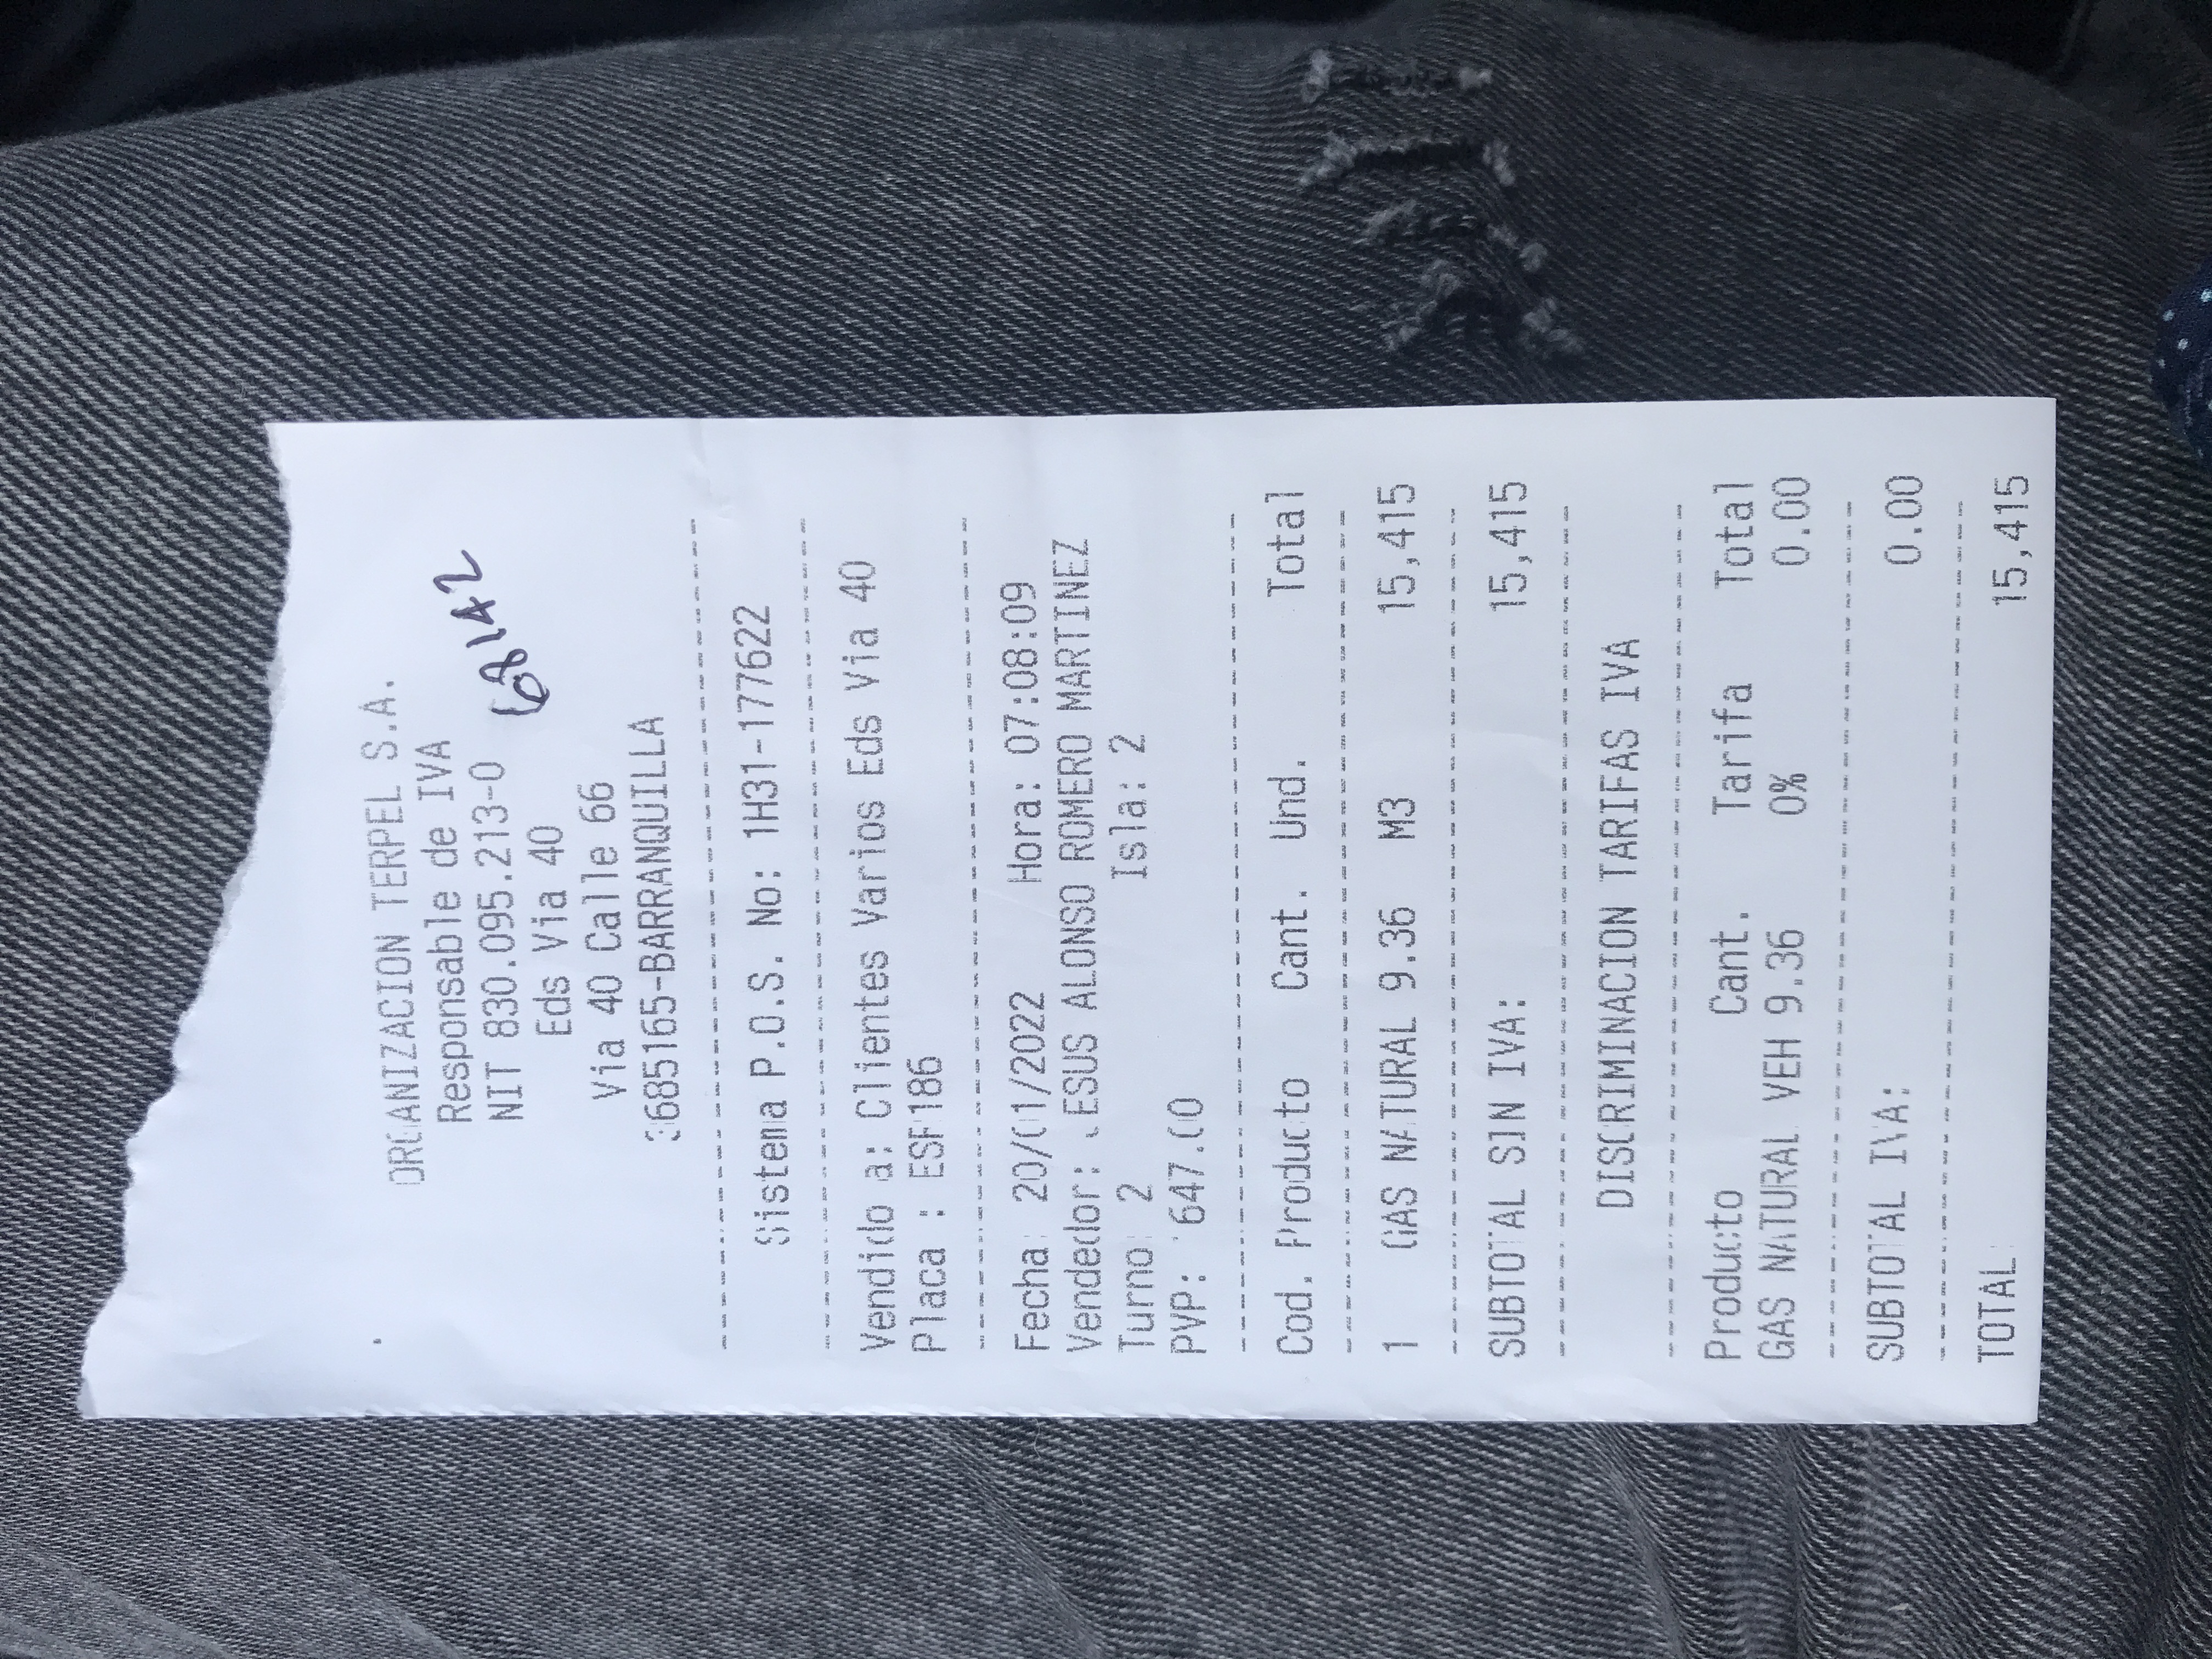 ORGANIZACION TERPEL S.A.
Responsable de IVA
NIT 830.095.213-0
68142
Eds Via 40
Via 40 Calle 66
3685165-BARRANQUILLA
Sistema P.O.S. No: 1H31-177622
Vendido a: Clientes Varios Eds Via 40
Placa : ESF186
Fecha: 20/01/2022 Hora: 07:08:09
Vendedor: JESUS ALONSO ROMERO MARTINEZ
Turno: 2 Isla: 2
PVP: 1647.00
Cod. Producto Cant. Und. Total
1 GAS NATURAL 9.36 M3 15,415
SUBTOTAL SIN IVA: 15,415
DISCRIMINACION TARIFAS IVA
Producto Cant. Tarifa Total
GAS NATURAL VEH 9.36 0% 0.00
SUBTOTAL IVA: 0.00
TOTAL 15,415